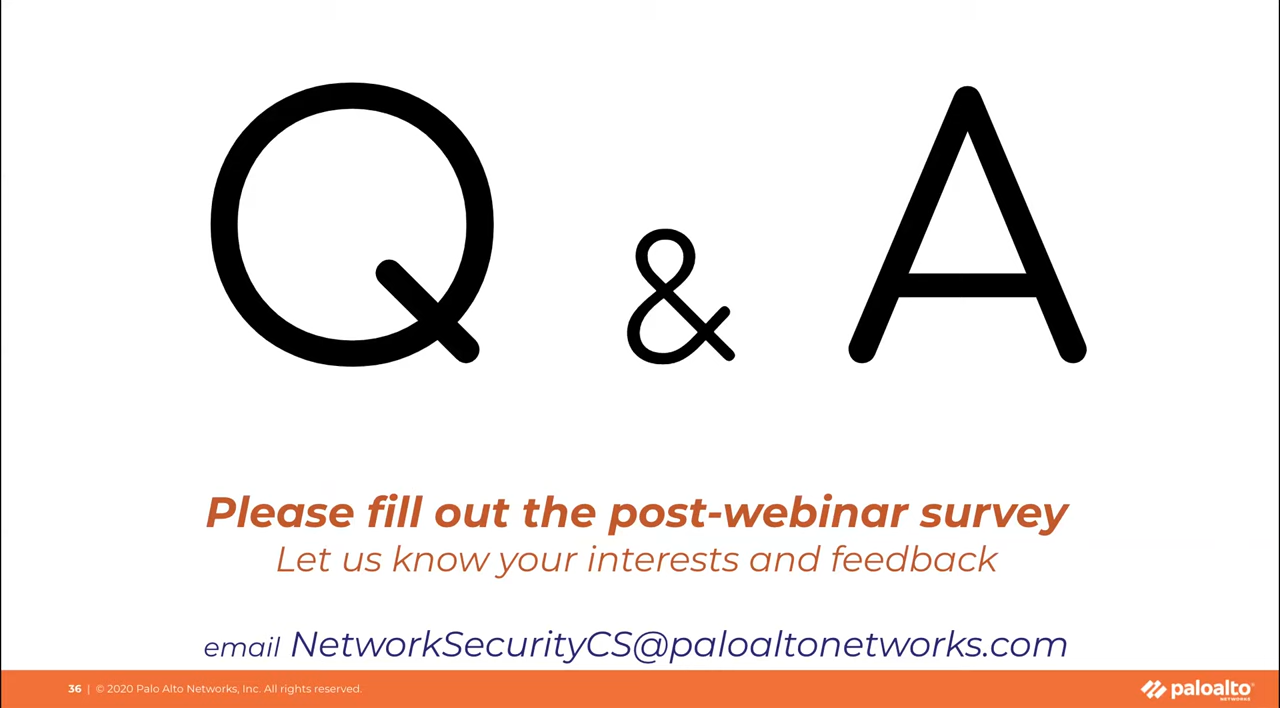 Q & A
Please fill out the post-webinar survey
Let us know your interests and feedback
email NetworkSecurityCS@paloaltonetworks.com
36 | © 2020 Palo Alto Networks, Inc. All rights reserved.
paloalto
NETWORKS